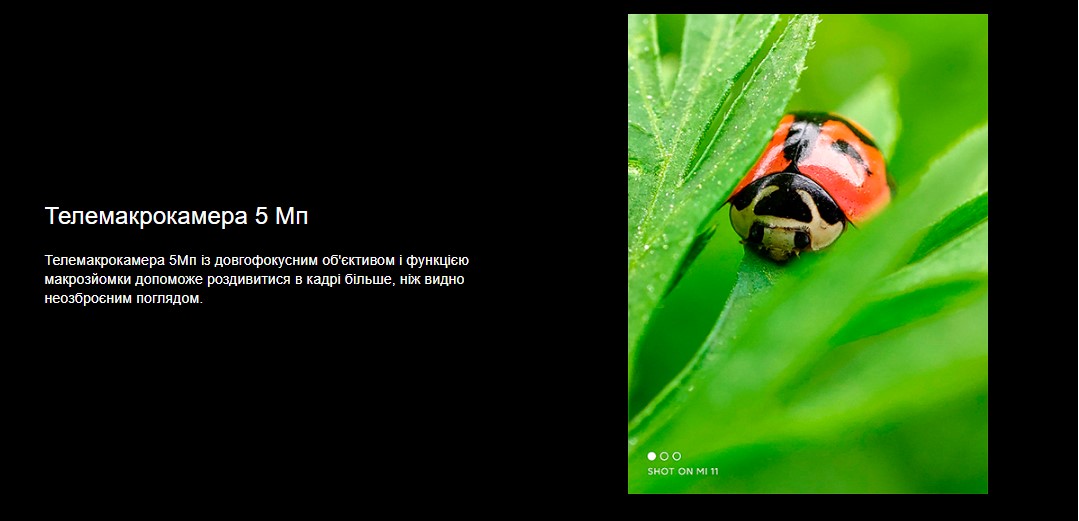 Телемакрокамера 5 Мп
Телемакрокамера 5Мп із довгофокусним об'єктивом і функцією
макрозйомки допоможе роздивитися в кадрі більше, ніж видно
неозброєним поглядом.
SHOT ON MI 11